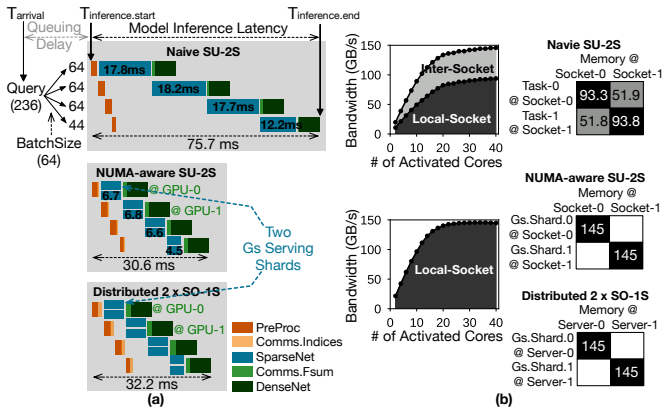 T_arrival
T_inference.start
T_inference.end
Queuing
Delay
Model Inference Latency
Naive SU-2S
64
64
64
44
17.8ms
18.2ms
17.7ms
12.2ms
Query
(236)
BatchSize
(64)
75.7 ms
NUMA-aware SU-2S
6.7
6.8
6.6
4.5
@ GPU-0
@ GPU-1
30.6 ms
Two
Gs Serving
Shards
Distributed 2 x SO-1S
@ GPU-0
@ GPU-1
32.2 ms
PreProc
Comms.Indices
SparseNet
Comms.Fsum
DenseNet
(a)
Bandwidth (GB/s)
150
100
50
0
0 10 20 30 40
# of Activated Cores
Inter-Socket
Local-Socket
Bandwidth (GB/s)
150
100
50
0
0 10 20 30 40
# of Activated Cores
Local-Socket
Navie SU-2S
Memory @
Socket-0 Socket-1
Task-0
@ Socket-0
93.3 51.9
Task-1
@ Socket-1
51.8 93.8
NUMA-aware SU-2S
Memory @
Socket-0 Socket-1
Gs.Shard.0
@ Socket-0
145
Gs.Shard.1
@ Socket-1
145
Distributed 2 x SO-1S
Memory @
Server-0 Server-1
Gs.Shard.0
@ Server-0
145
Gs.Shard.1
@ Server-1
145
(b)